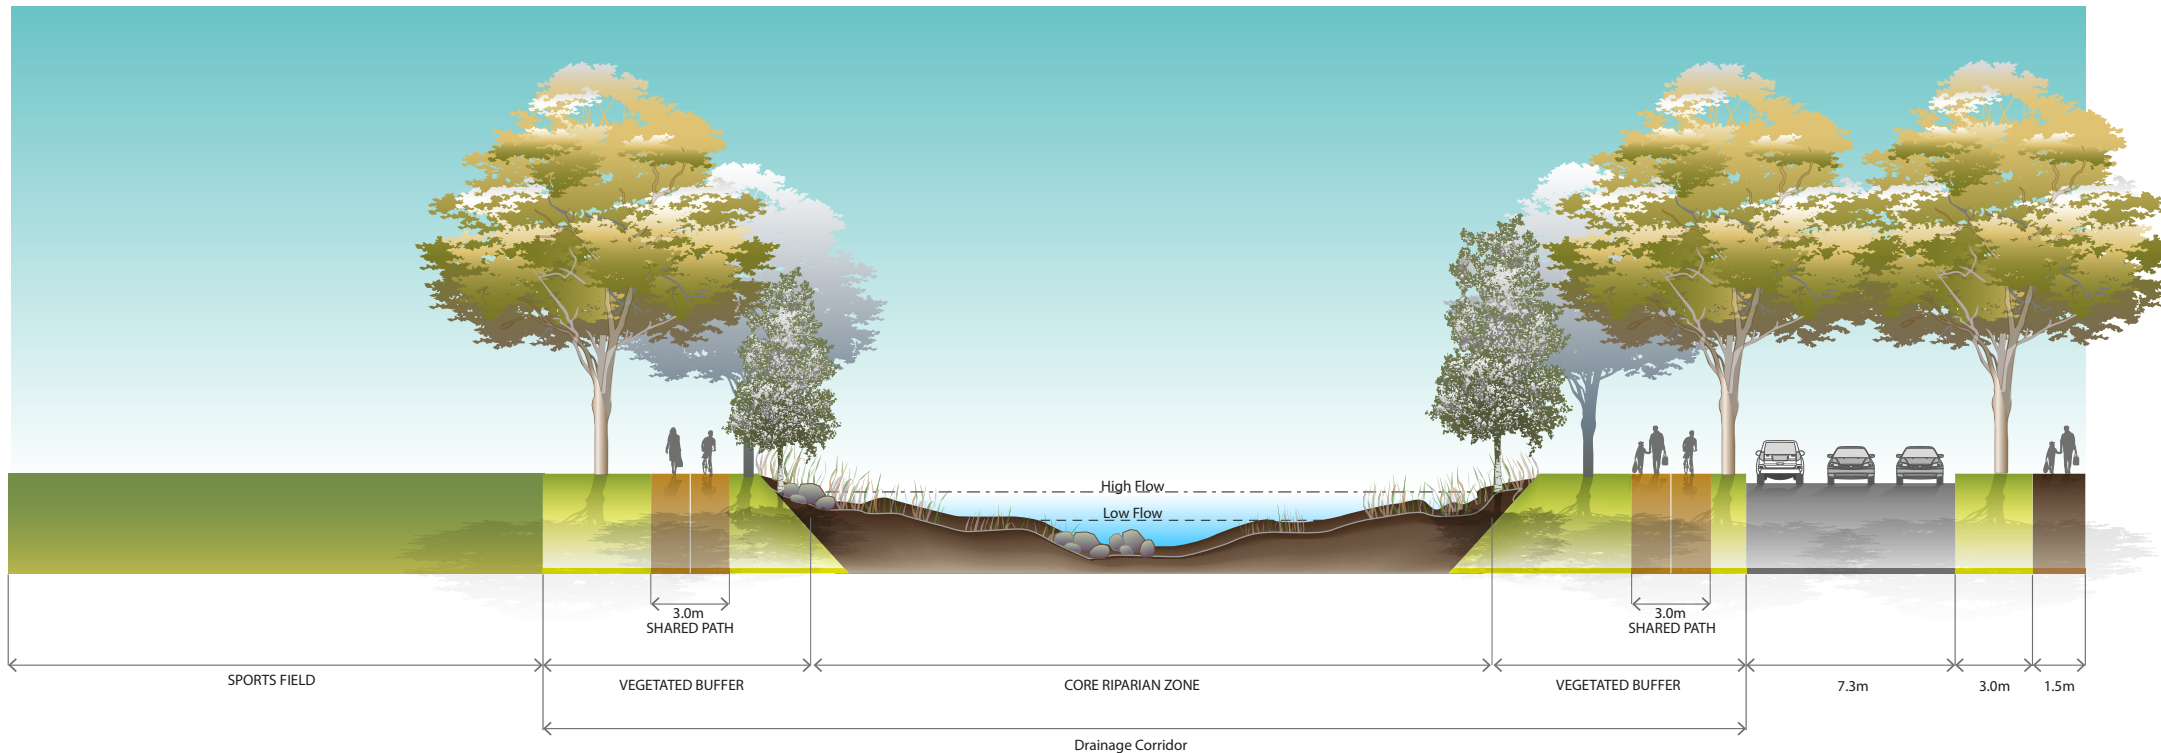 High Flow
Low Flow
3.0m
SHARED PATH
3.0m
SHARED PATH
SPORTS FIELD
VEGETATED BUFFER
CORE RIPARIAN ZONE
VEGETATED BUFFER
7.3m
3.0m
1.5m
Drainage Corridor